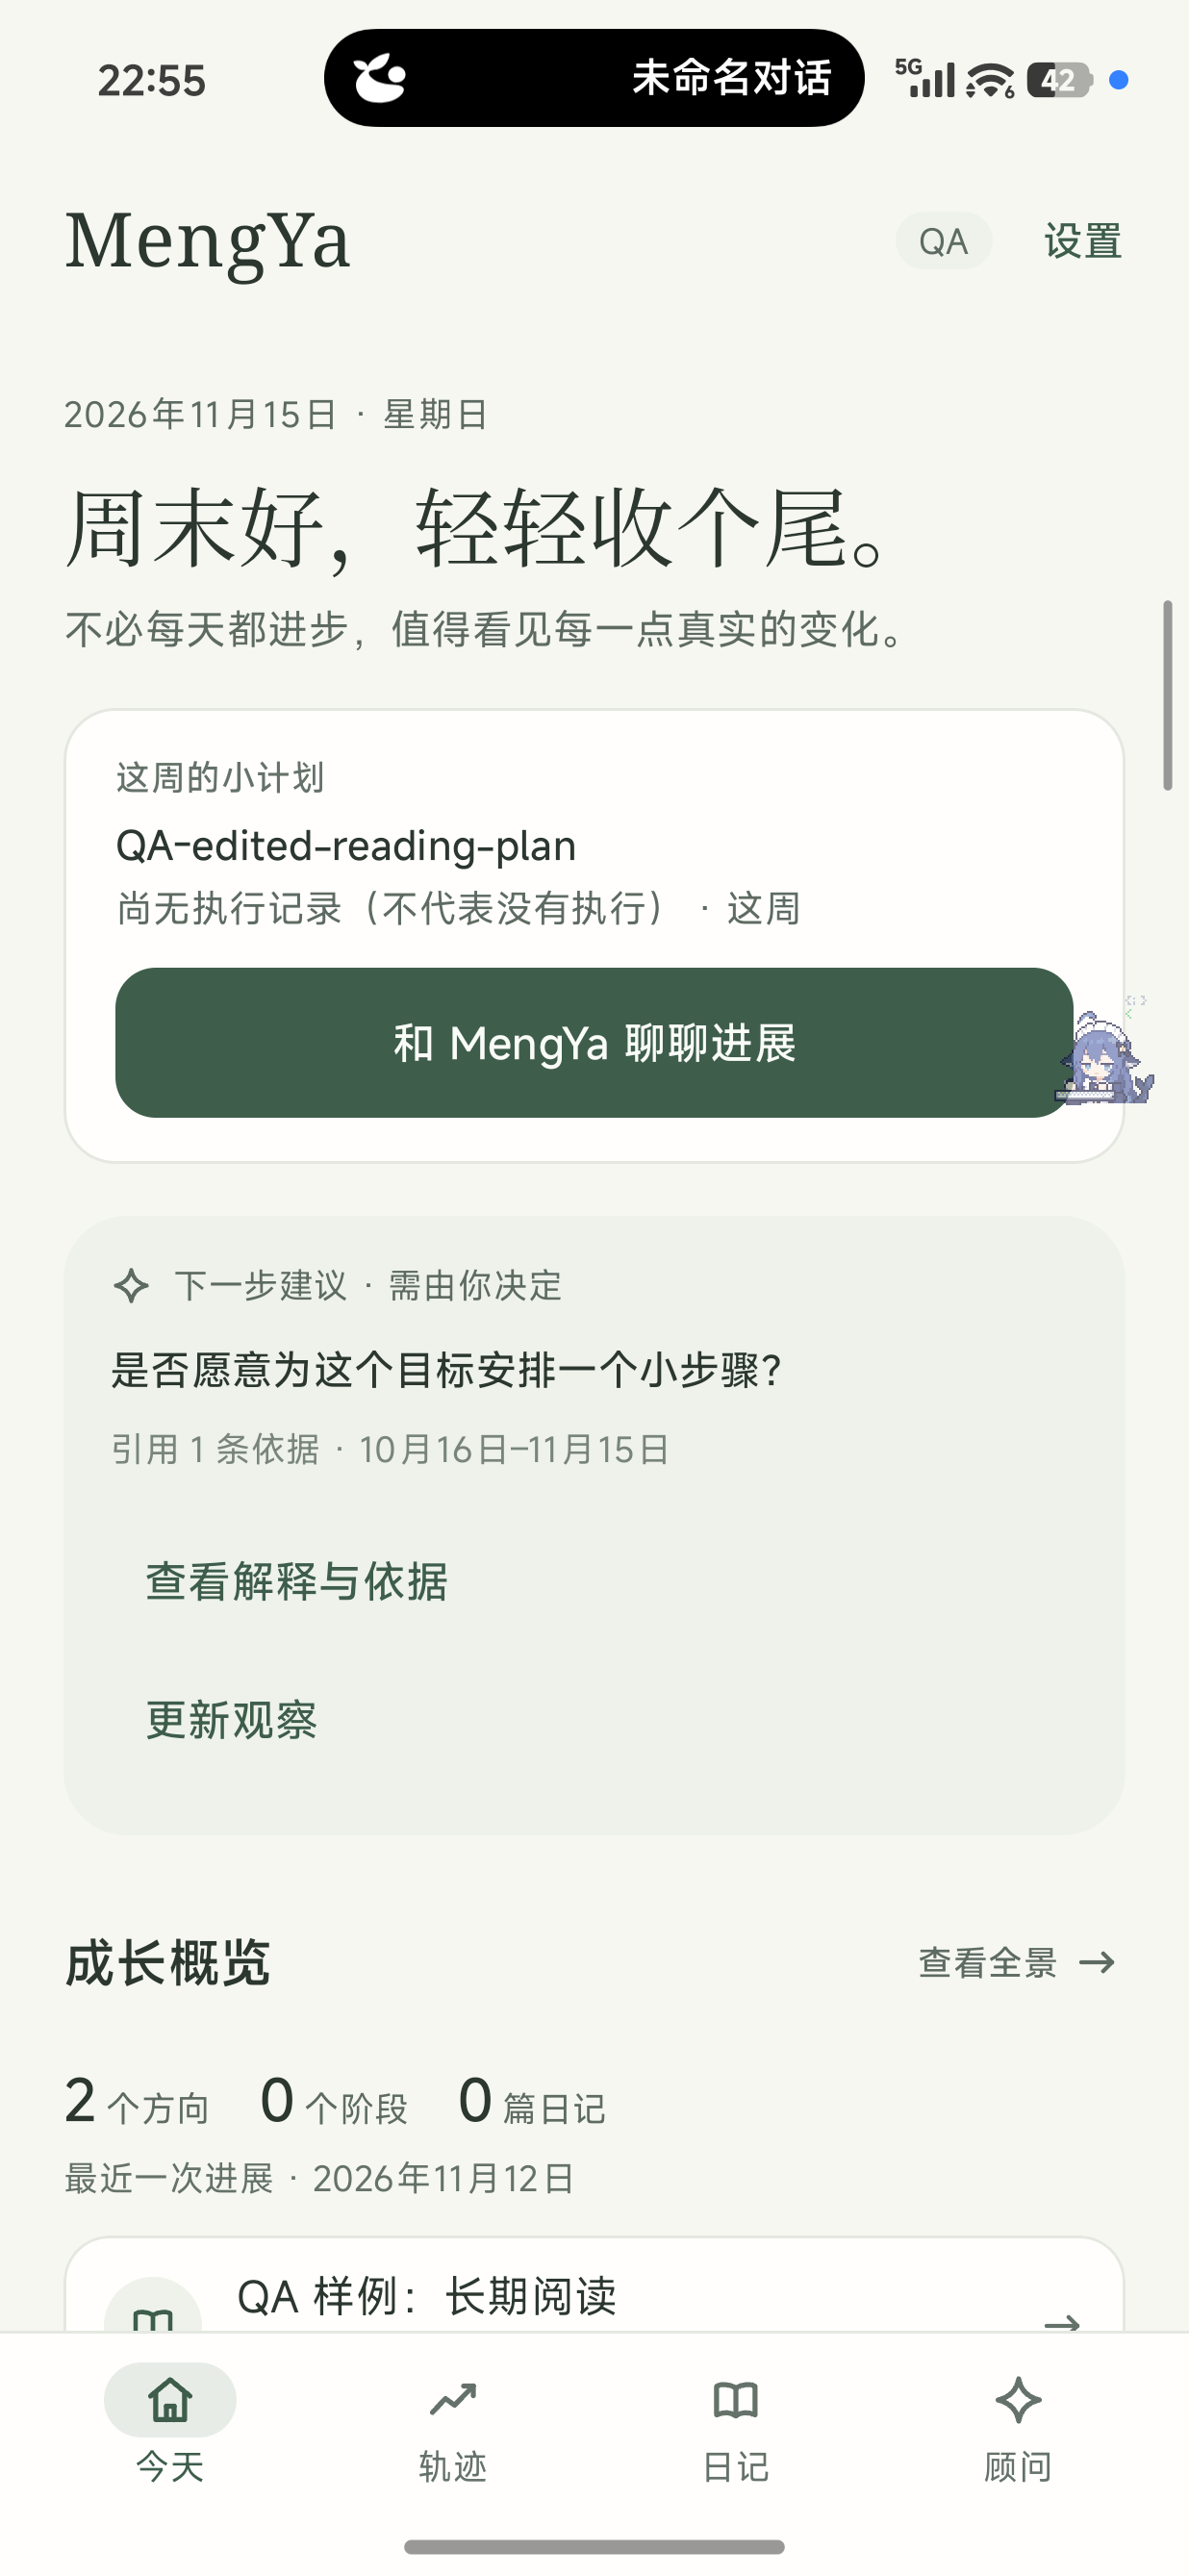 22:55
未命名对话
5G
6
42
MengYa
QA
设置
2026年11月15日 · 星期日
周末好，轻轻收个尾。
不必每天都进步，值得看见每一点真实的变化。
这周的小计划
QA-edited-reading-plan
尚无执行记录（不代表没有执行） · 这周
和 MengYa 聊聊进展
下一步建议 · 需由你决定
是否愿意为这个目标安排一个小步骤？
引用 1 条依据 · 10月16日–11月15日
查看解释与依据
更新观察
成长概览
查看全景 →
2 个方向 0 个阶段 0 篇日记
最近一次进展 · 2026年11月12日
QA 样例：长期阅读
今天
轨迹
日记
顾问